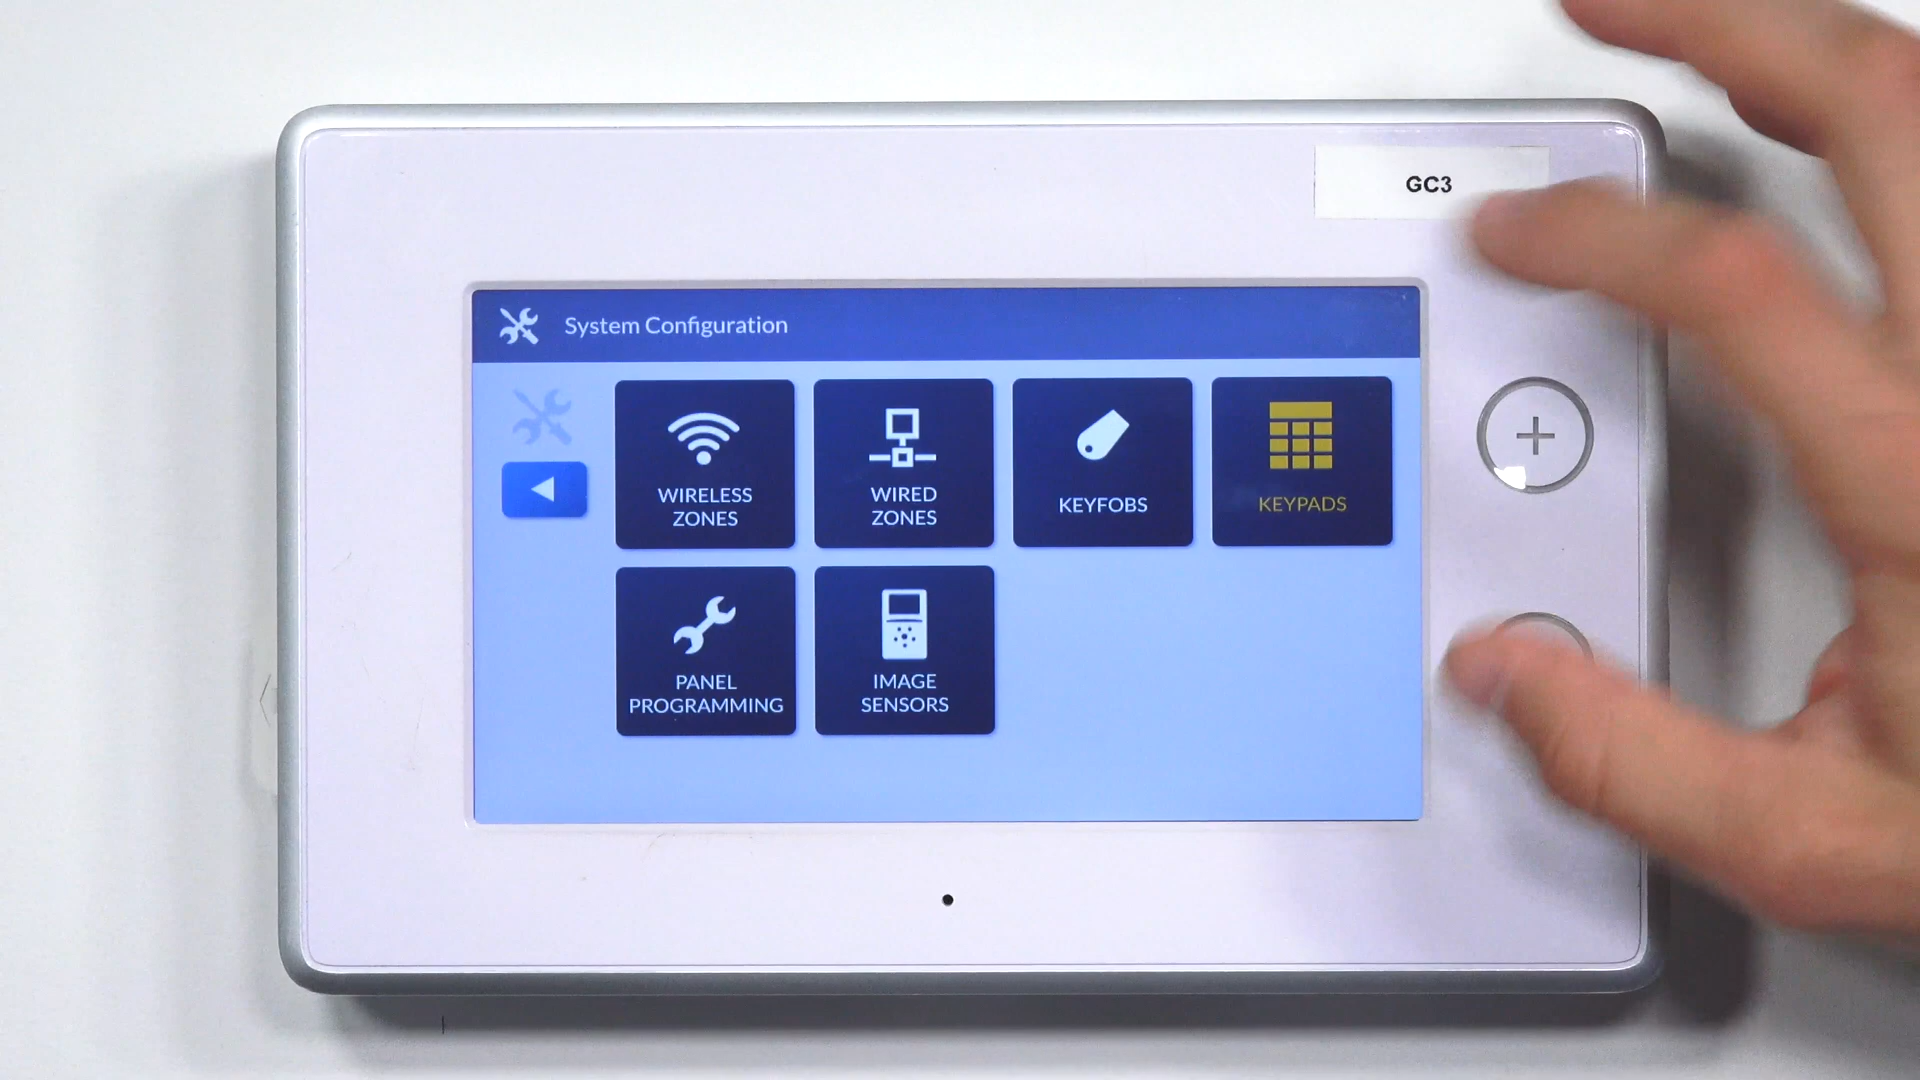 GC3
System Configuration
WIRELESS
ZONES
WIRED
ZONES
KEYFOBS
KEYPADS
PANEL
PROGRAMMING
IMAGE
SENSORS